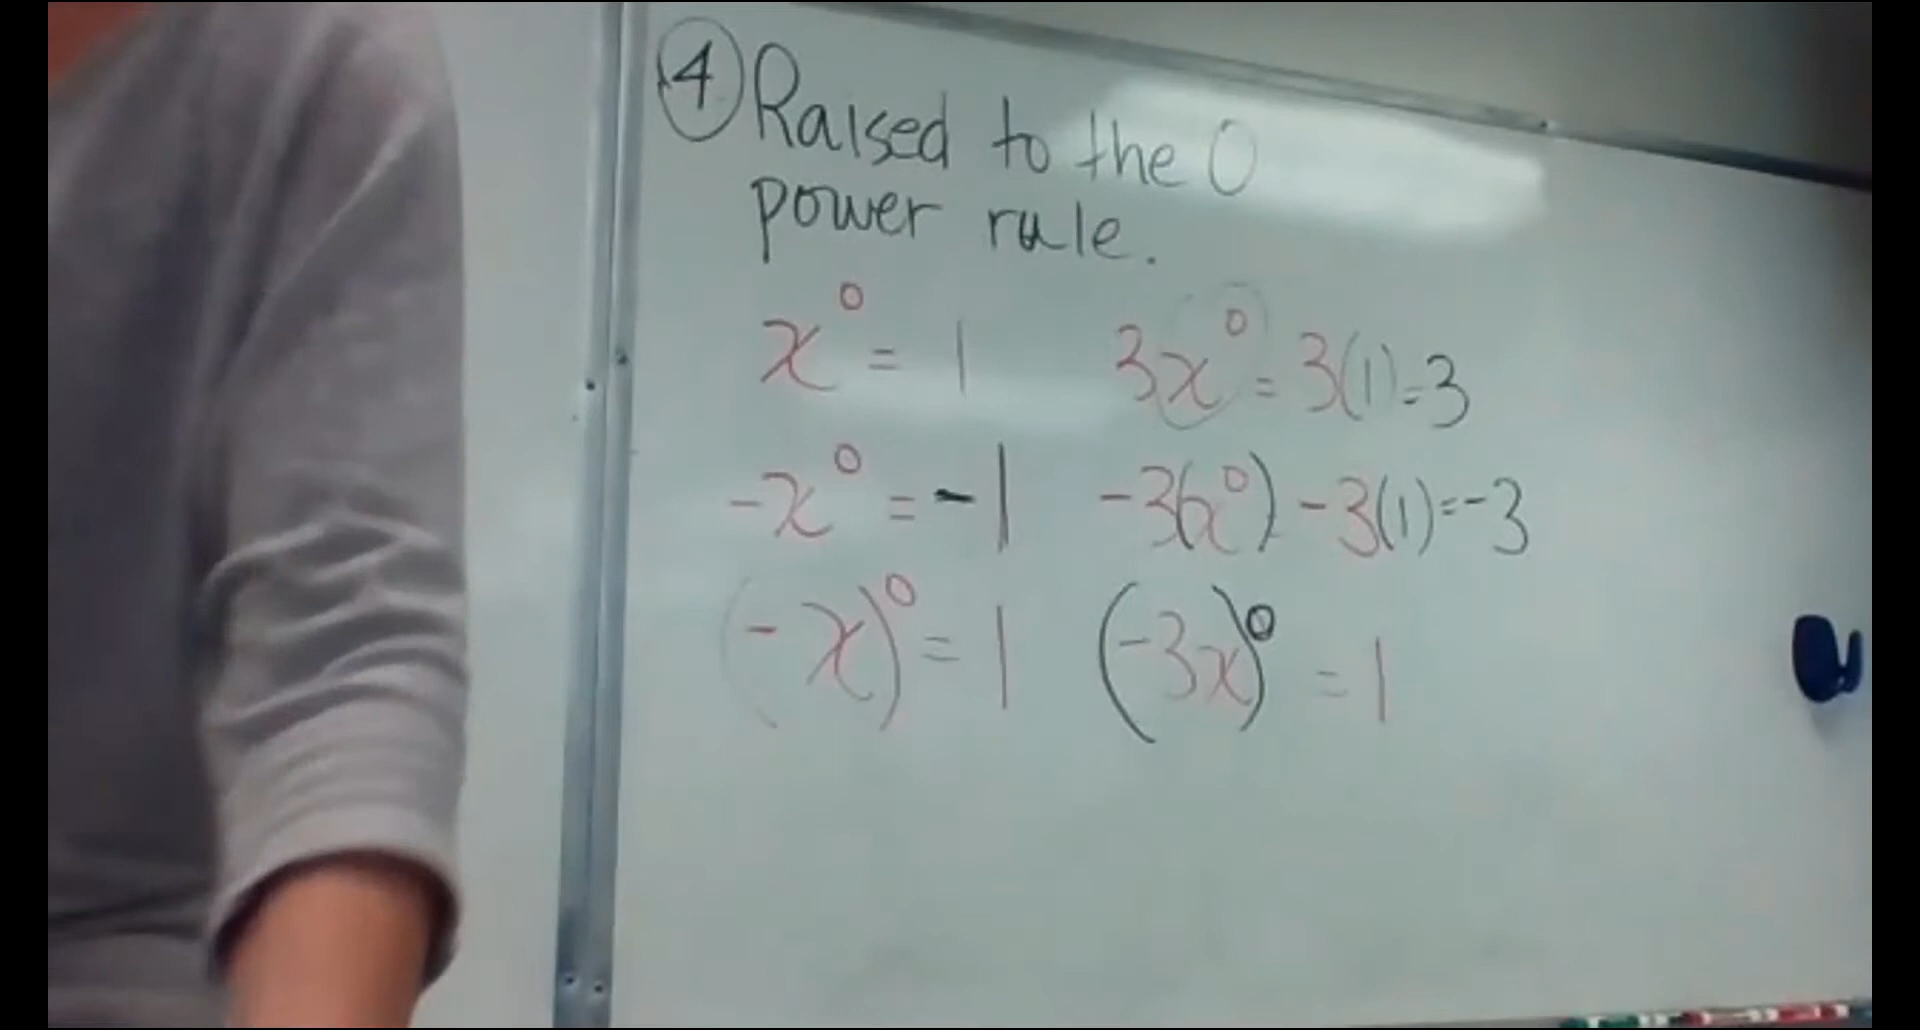 ④ Raised to the 0
power rule.
x⁰ = 1 3x⁰ = 3(1) = 3
-x⁰ = -1 -3(x⁰) -3(1) = -3
(-x)⁰ = 1 (-3x)⁰ = 1